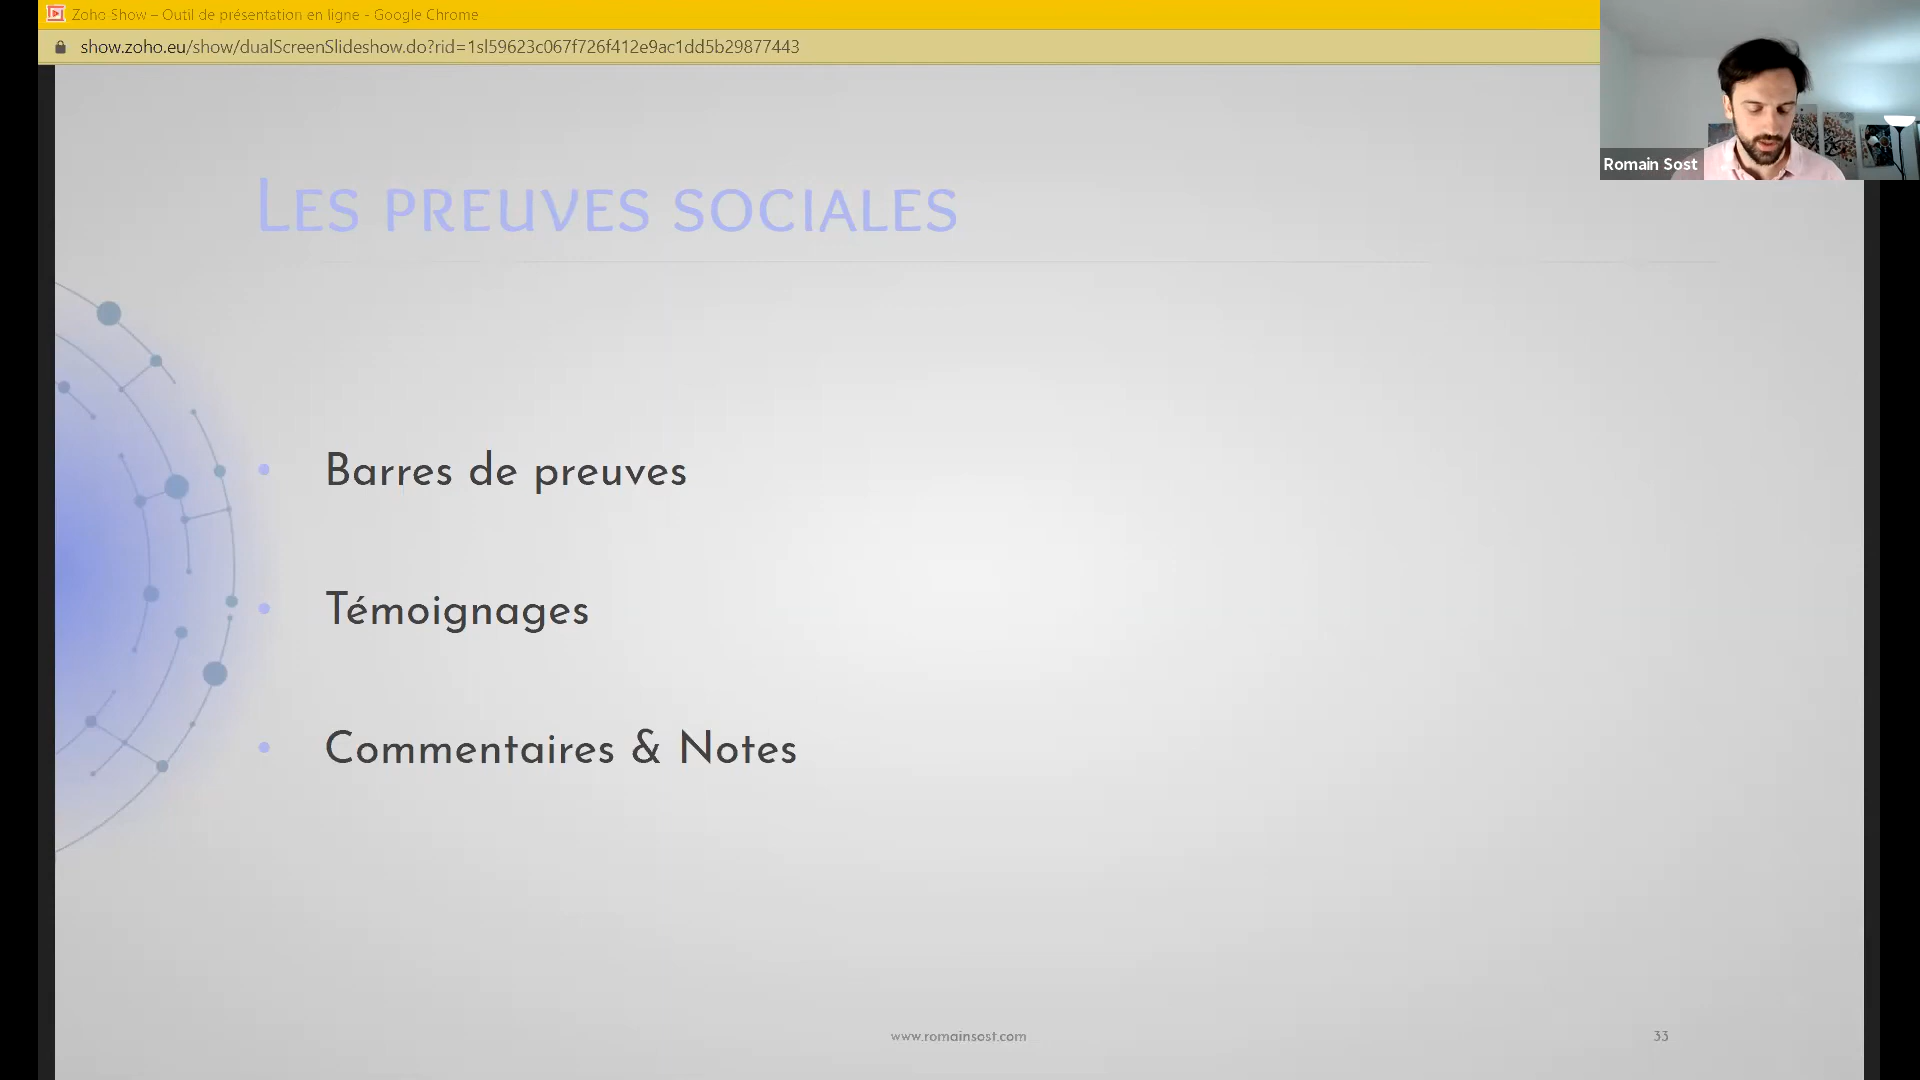 Zoho Show – Outil de présentation en ligne - Google Chrome
show.zoho.eu/show/dualScreenSlideshow.do?rid=1sl59623c067f726f412e9ac1dd5b29877443
Romain Sost
Les preuves sociales
• Barres de preuves
• Témoignages
• Commentaires & Notes
www.romainsost.com
33